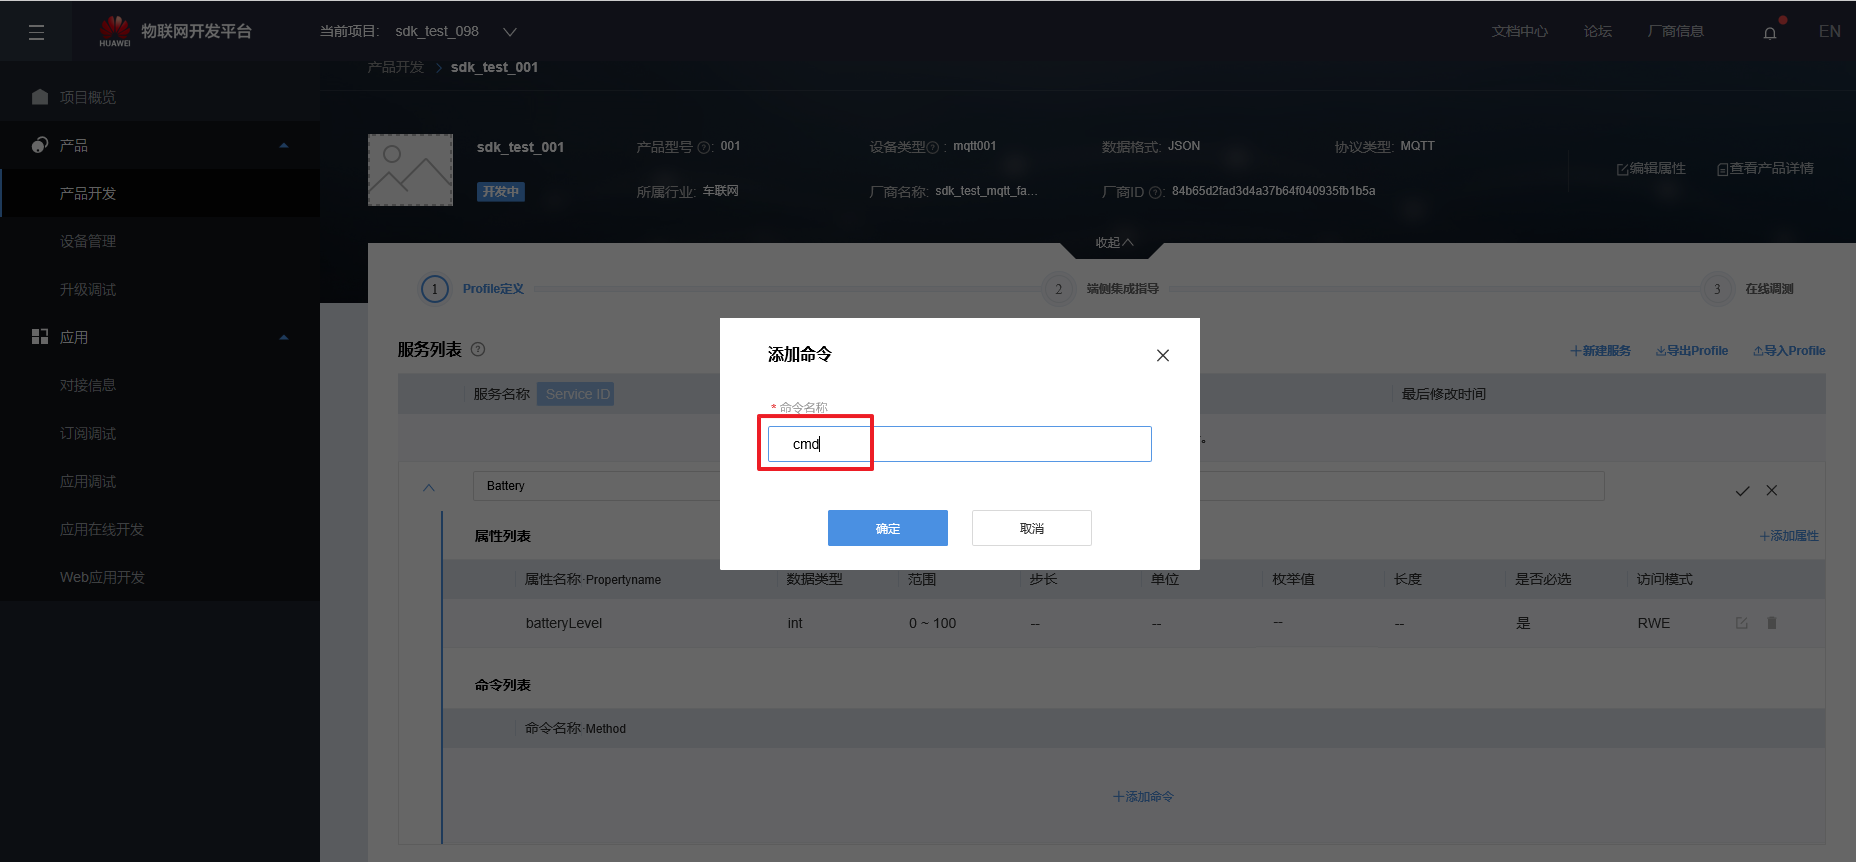 HUAWEI 物联网开发平台 当前项目: sdk_test_098 文档中心 论坛 厂商信息 EN
产品开发 > sdk_test_001
项目概览
产品
产品开发
设备管理
升级调试
应用
对接信息
订阅调试
应用调试
应用在线开发
Web应用开发
sdk_test_001 产品型号 ?: 001 设备类型 ?: mqtt001 数据格式: JSON 协议类型: MQTT
编辑属性 查看产品详情
开发中 所属行业: 车联网 厂商名称: sdk_test_mqtt_fa... 厂商ID ?: 84b65d2fad3d4a37b64f040935fb1b5a
收起
1 Profile定义 2 端侧集成指导 3 在线调测
服务列表 ? +新建服务 导出Profile 导入Profile
服务名称 Service ID 最后修改时间
。
添加命令
* 命令名称
cmd
确定 取消
Battery
属性列表 +添加属性
属性名称·Propertyname 数据类型 范围 步长 单位 枚举值 长度 是否必选 访问模式
batteryLevel int 0 ~ 100 -- -- -- -- 是 RWE
命令列表
命令名称·Method
+添加命令